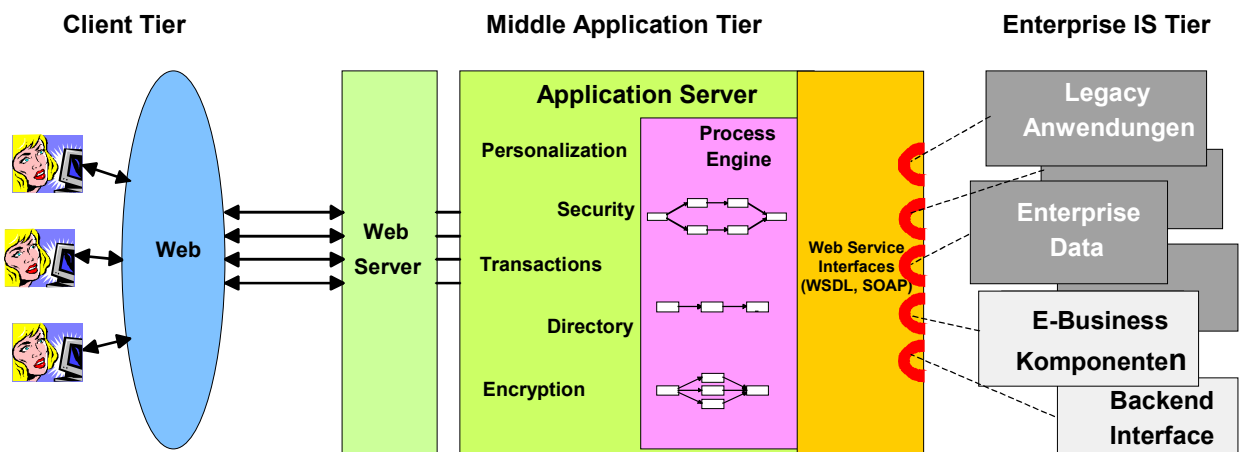 Client Tier
Middle Application Tier
Enterprise IS Tier
Web
Web
Server
Application Server
Personalization
Security
Transactions
Directory
Encryption
Process
Engine
Web Service
Interfaces
(WSDL, SOAP)
Legacy
Anwendungen
Enterprise
Data
E-Business
Komponenten
Backend
Interface